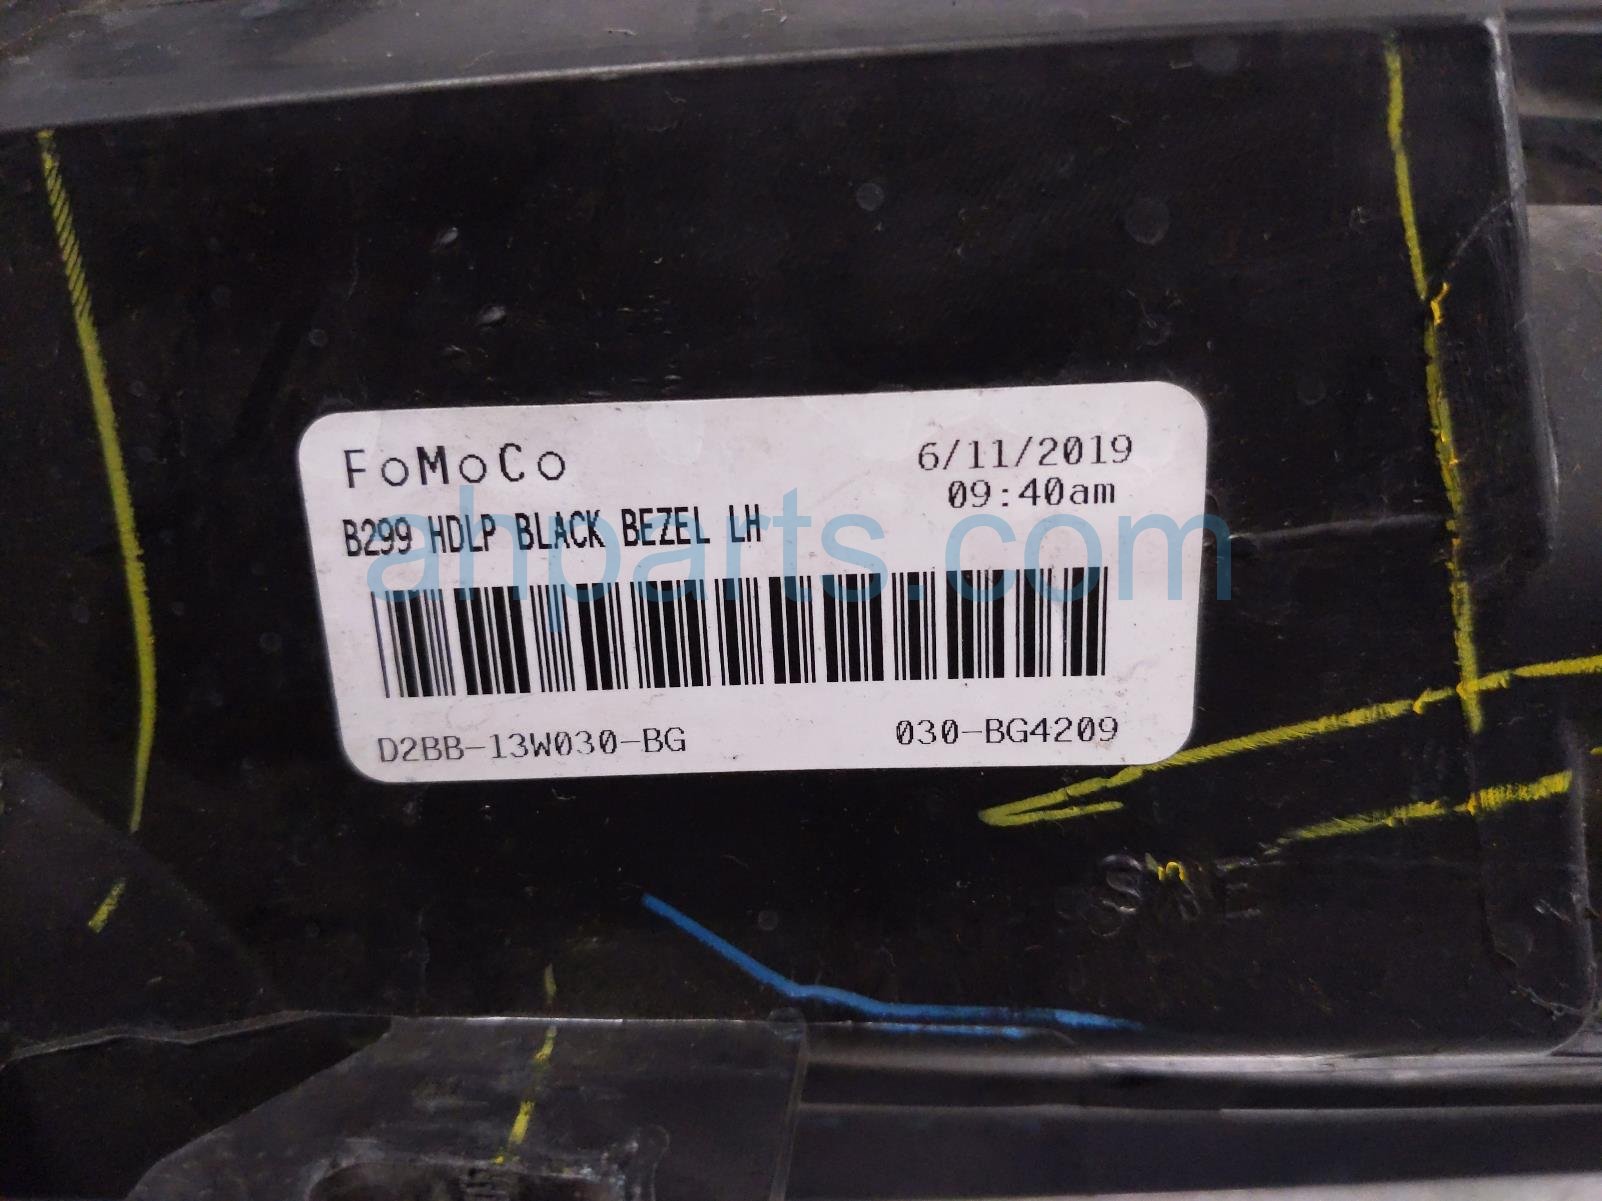 FoMoCo
6/11/2019
09:40am
B299 HDLP BLACK BEZEL LH
ahparts.com
D2BB-13W030-BG
030-BG4209